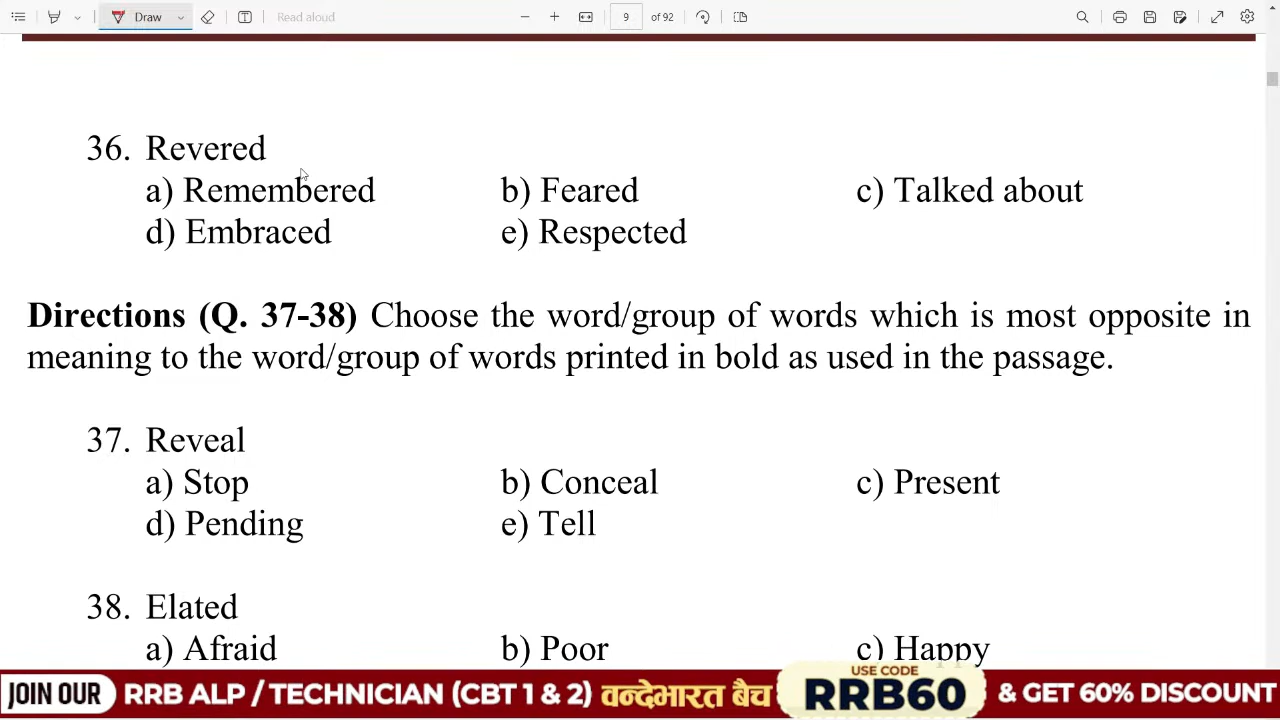 Draw
Read aloud
9
of 92
36. Revered
a) Remembered b) Feared c) Talked about
d) Embraced e) Respected
Directions (Q. 37-38) Choose the word/group of words which is most opposite in
meaning to the word/group of words printed in bold as used in the passage.
37. Reveal
a) Stop b) Conceal c) Present
d) Pending e) Tell
38. Elated
a) Afraid b) Poor c) Happy
JOIN OUR RRB ALP / TECHNICIAN (CBT 1 & 2) वन्देभारत बैच USE CODE RRB60 & GET 60% DISCOUNT